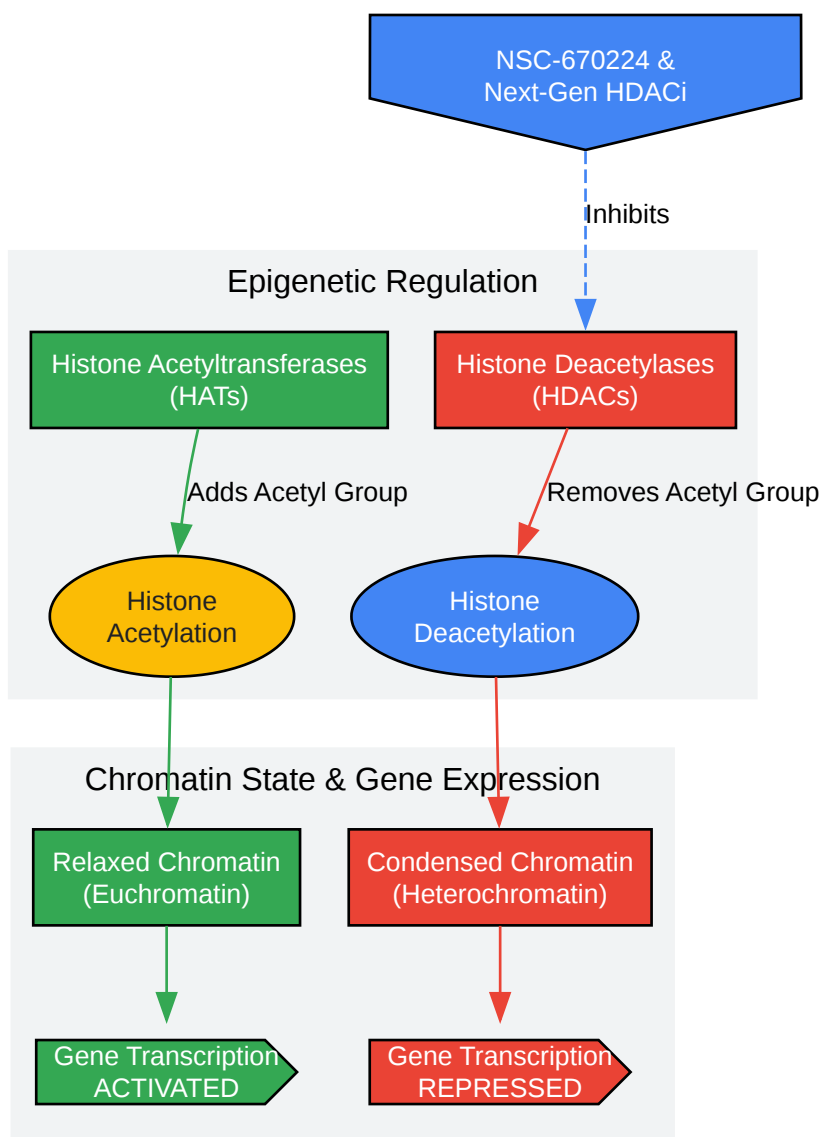 NSC-670224 &
Next-Gen HDACi
Inhibits
Epigenetic Regulation
Histone Acetyltransferases
(HATs)
Histone Deacetylases
(HDACs)
Adds Acetyl Group
Removes Acetyl Group
Histone
Acetylation
Histone
Deacetylation
Chromatin State & Gene Expression
Relaxed Chromatin
(Euchromatin)
Condensed Chromatin
(Heterochromatin)
Gene Transcription
ACTIVATED
Gene Transcription
REPRESSED